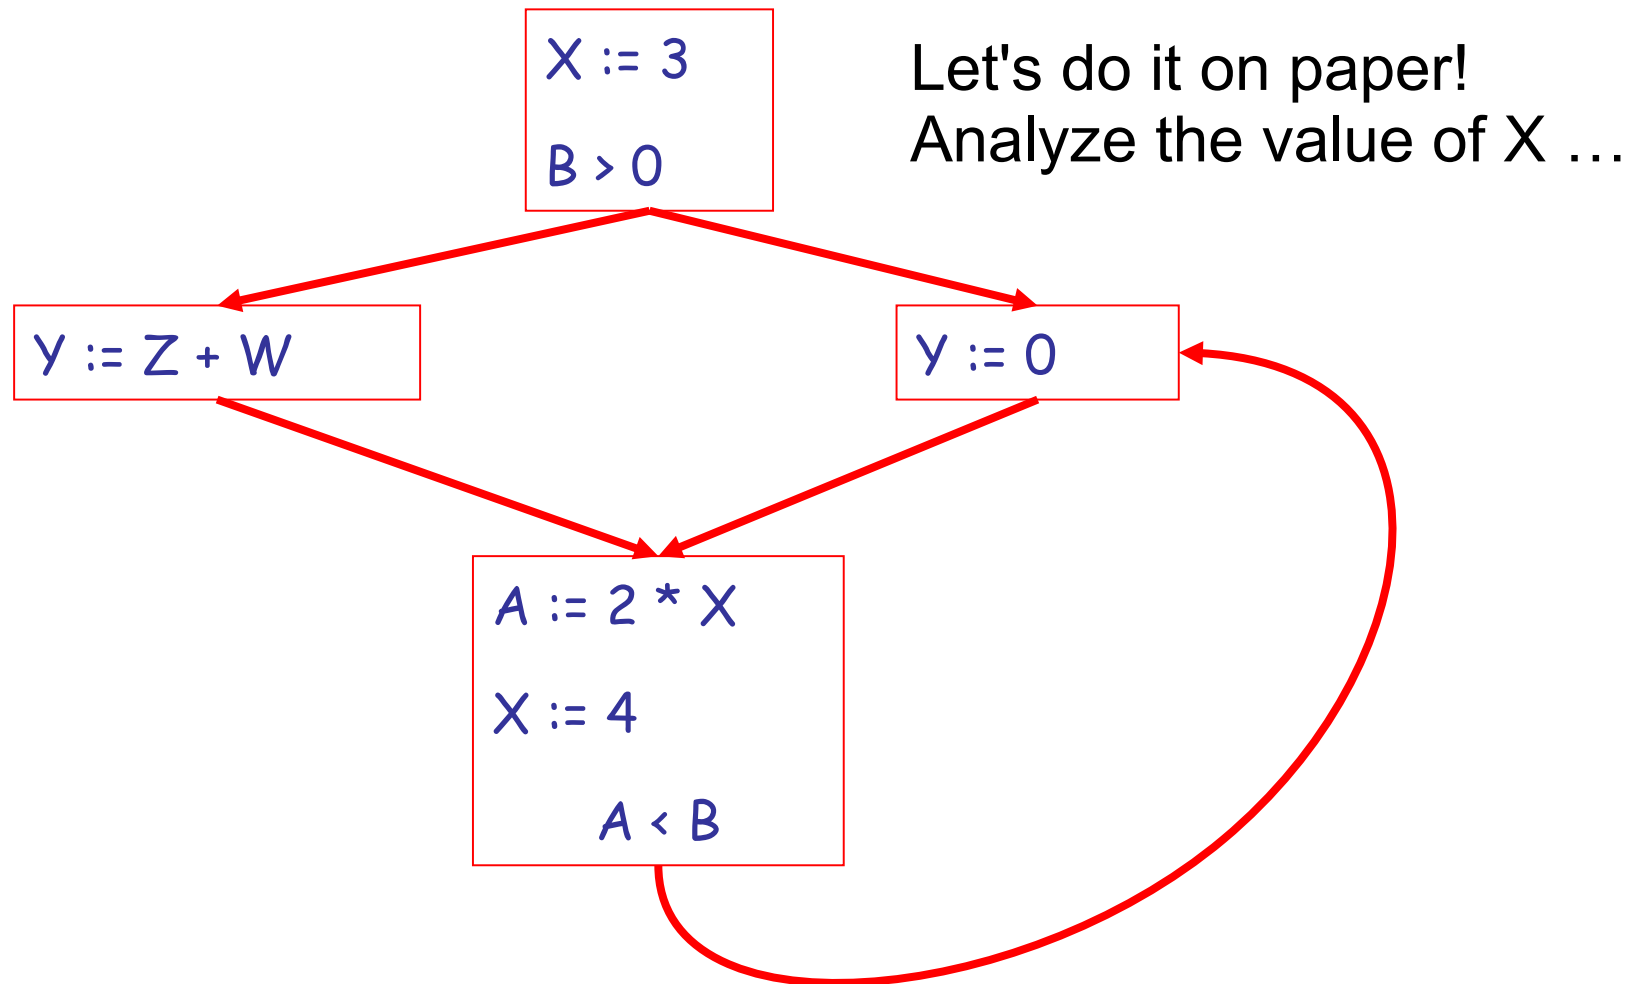 X := 3
B > 0
Let's do it on paper!
Analyze the value of X …
Y := Z + W
Y := 0
A := 2 * X
X := 4
A < B